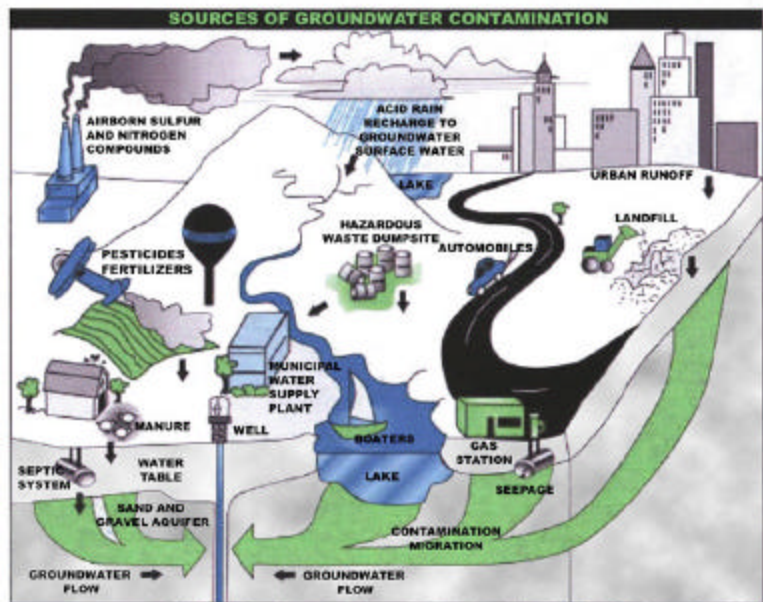 SOURCES OF GROUNDWATER CONTAMINATION
AIRBORN SULFUR
AND NITROGEN
COMPOUNDS
ACID RAIN
RECHARGE TO
GROUNDWATER
SURFACE WATER
LAKE
URBAN RUNOFF
HAZARDOUS
WASTE DUMPSITE
AUTOMOBILES
LANDFILL
PESTICIDES
FERTILIZERS
MUNICIPAL
WATER
SUPPLY
PLANT
MANURE
WELL
BOATERS
GAS
STATION
SEPTIC
SYSTEM
WATER
TABLE
LAKE
SEEPAGE
SAND AND
GRAVEL AQUIFER
CONTAMINATION
MIGRATION
GROUNDWATER
FLOW
GROUNDWATER
FLOW